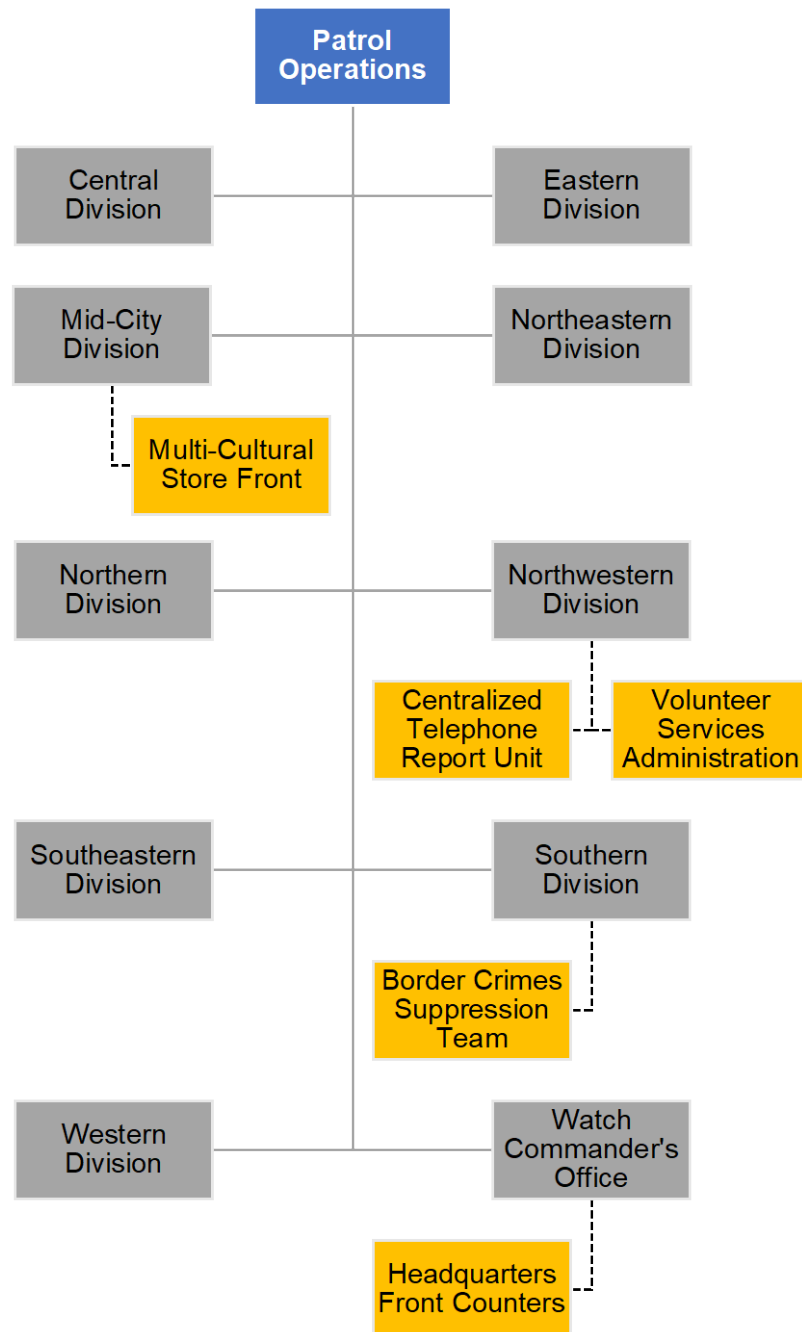 Patrol
Operations
Central
Division
Eastern
Division
Mid-City
Division
Northeastern
Division
Multi-Cultural
Store Front
Northern
Division
Northwestern
Division
Centralized
Telephone
Report Unit
Volunteer
Services
Administration
Southeastern
Division
Southern
Division
Border Crimes
Suppression
Team
Western
Division
Watch
Commander's
Office
Headquarters
Front Counters